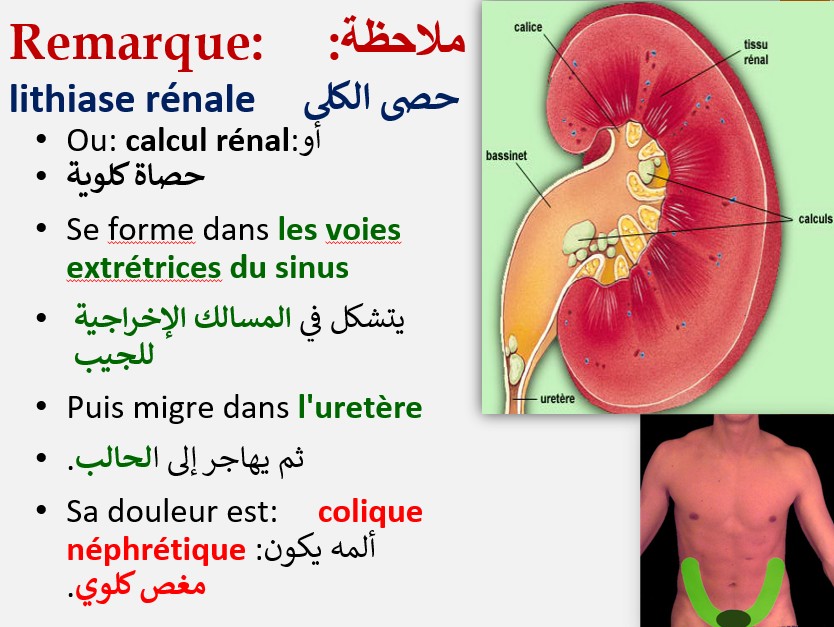 Remarque: ملاحظة:
lithiase rénale حصى الكلى
• Ou: calcul rénal: أو
• حصاة كلوية
• Se forme dans les voies
extrétrices du sinus
• يتشكل في المسالك الإخراجية
للجيب
• Puis migre dans l'uretère
• ثم يهاجر إلى الحالب.
• Sa douleur est: colique
néphrétique ألمه يكون:
مغص كلوي.
calice
tissu
rénal
bassinet
calculs
uretère